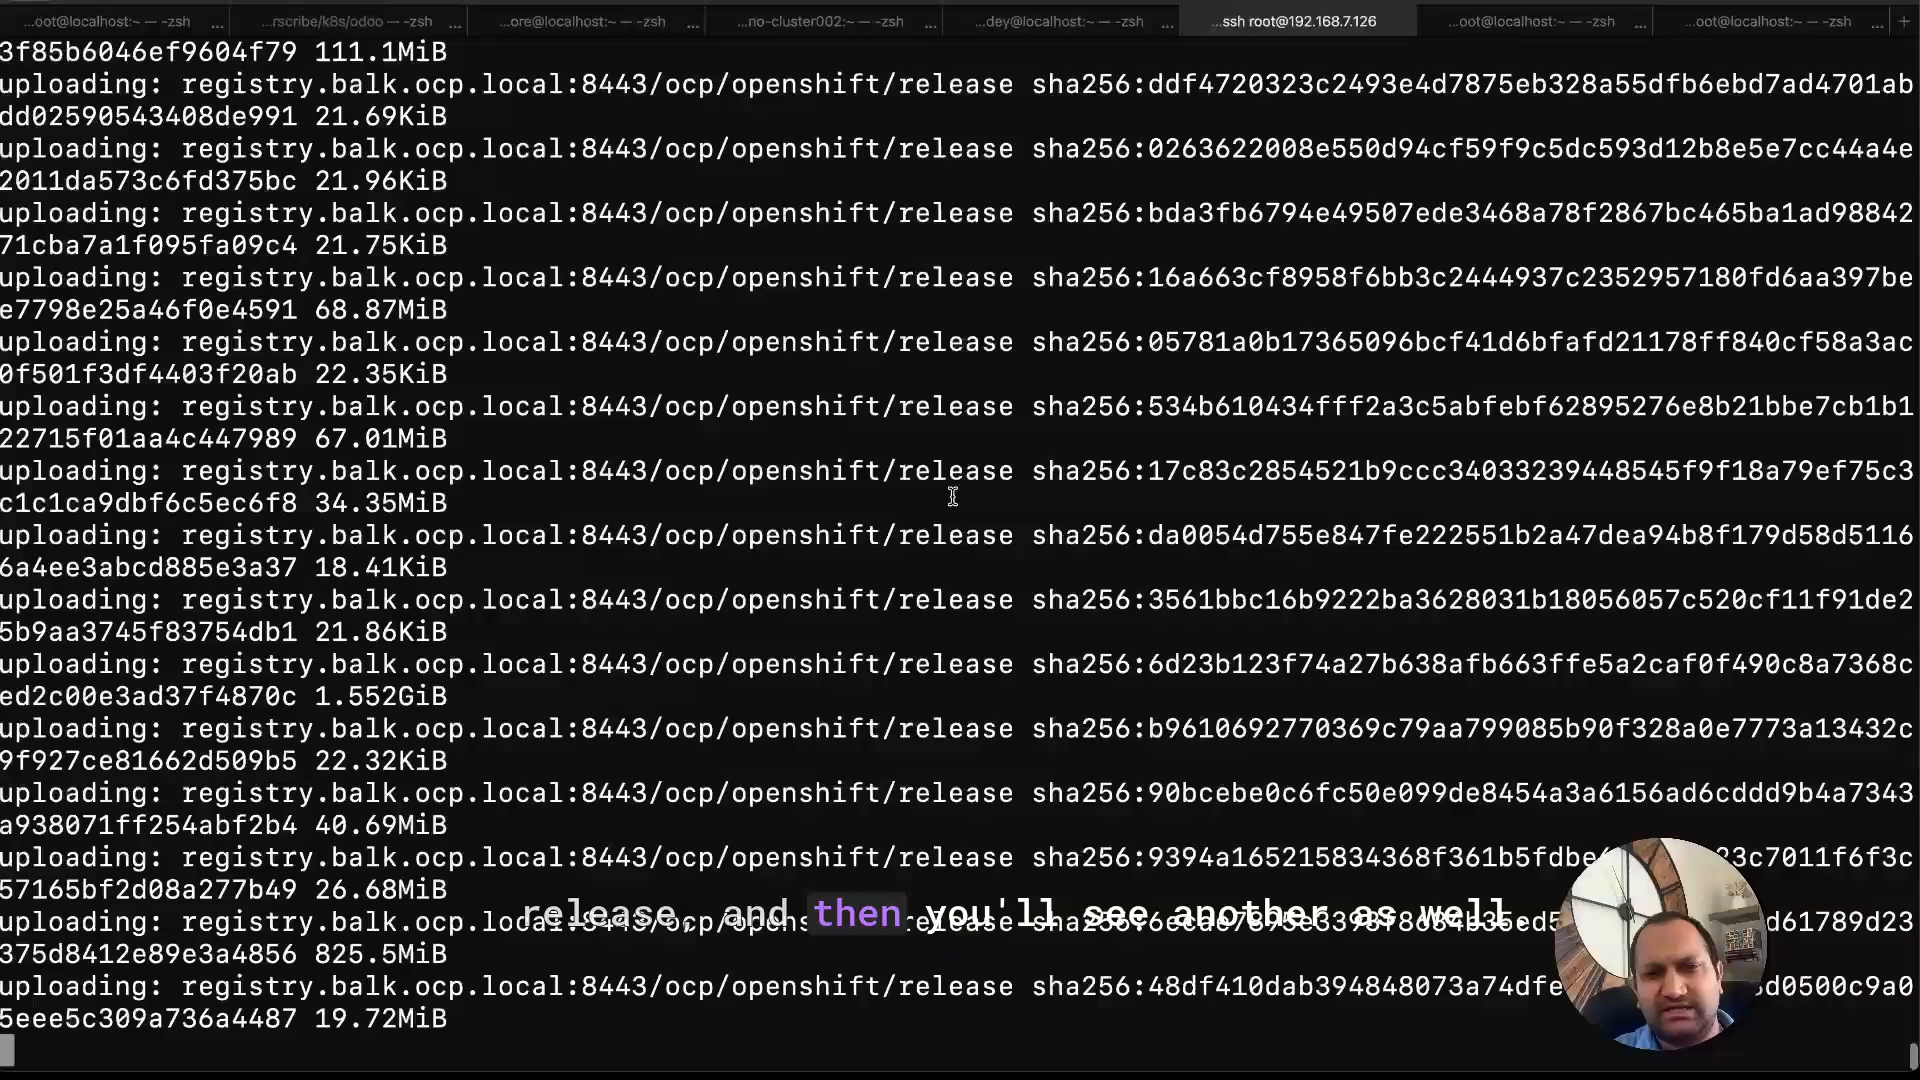 ...oot@localhost:~ — -zsh ... ...rscribe/k8s/odoo — -zsh ... ...ore@localhost:~ — -zsh ... ...no-cluster002:~ — -zsh ... ...dey@localhost:~ — -zsh ... ...ssh root@192.168.7.126 ...oot@localhost:~ — -zsh ... ...oot@localhost:~ — -zsh ... +
3f85b6046ef9604f79 111.1MiB
uploading: registry.balk.ocp.local:8443/ocp/openshift/release sha256:ddf4720323c2493e4d7875eb328a55dfb6ebd7ad4701ab
dd02590543408de991 21.69KiB
uploading: registry.balk.ocp.local:8443/ocp/openshift/release sha256:0263622008e550d94cf59f9c5dc593d12b8e5e7cc44a4e
2011da573c6fd375bc 21.96KiB
uploading: registry.balk.ocp.local:8443/ocp/openshift/release sha256:bda3fb6794e49507ede3468a78f2867bc465ba1ad98842
71cba7a1f095fa09c4 21.75KiB
uploading: registry.balk.ocp.local:8443/ocp/openshift/release sha256:16a663cf8958f6bb3c2444937c2352957180fd6aa397be
e7798e25a46f0e4591 68.87MiB
uploading: registry.balk.ocp.local:8443/ocp/openshift/release sha256:05781a0b17365096bcf41d6bfafd21178ff840cf58a3ac
0f501f3df4403f20ab 22.35KiB
uploading: registry.balk.ocp.local:8443/ocp/openshift/release sha256:534b610434fff2a3c5abfebf62895276e8b21bbe7cb1b1
22715f01aa4c447989 67.01MiB
uploading: registry.balk.ocp.local:8443/ocp/openshift/release sha256:17c83c2854521b9ccc34033239448545f9f18a79ef75c3
c1c1ca9dbf6c5ec6f8 34.35MiB
uploading: registry.balk.ocp.local:8443/ocp/openshift/release sha256:da0054d755e847fe222551b2a47dea94b8f179d58d5116
6a4ee3abcd885e3a37 18.41KiB
uploading: registry.balk.ocp.local:8443/ocp/openshift/release sha256:3561bbc16b9222ba3628031b18056057c520cf11f91de2
5b9aa3745f83754db1 21.86KiB
uploading: registry.balk.ocp.local:8443/ocp/openshift/release sha256:6d23b123f74a27b638afb663ffe5a2caf0f490c8a7368c
ed2c00e3ad37f4870c 1.552GiB
uploading: registry.balk.ocp.local:8443/ocp/openshift/release sha256:b9610692770369c79aa799085b90f328a0e7773a13432c
9f927ce81662d509b5 22.32KiB
uploading: registry.balk.ocp.local:8443/ocp/openshift/release sha256:90bcebe0c6fc50e099de8454a3a6156ad6cddd9b4a7343
a938071ff254abf2b4 40.69MiB
uploading: registry.balk.ocp.local:8443/ocp/openshift/release sha256:9394a165215834368f361b5fdbe 23c7011f6f3c
57165bf2d08a277b49 26.68MiB
release, and then you'll see another as well.
uploading: registry.balk.ocp.local:8443/ocp/openshift/release d61789d23
375d8412e89e3a4856 825.5MiB
uploading: registry.balk.ocp.local:8443/ocp/openshift/release sha256:48df410dab394848073a74dfe d0500c9a0
5eee5c309a736a4487 19.72MiB